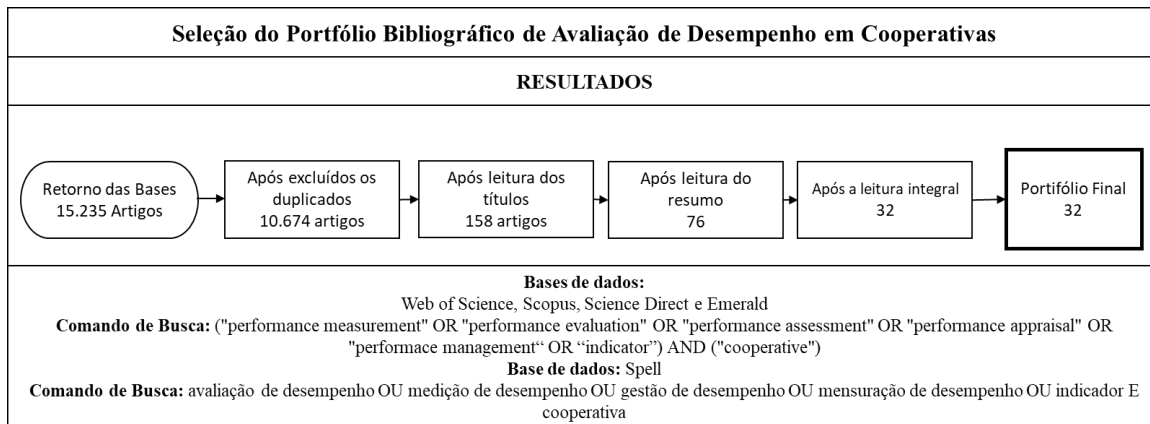 Seleção do Portfólio Bibliográfico de Avaliação de Desempenho em Cooperativas
RESULTADOS
Retorno das Bases
15.235 Artigos
Após excluídos os
duplicados
10.674 artigos
Após leitura dos
títulos
158 artigos
Após leitura do
resumo
76
Após a leitura integral
32
Portifólio Final
32
Bases de dados:
Web of Science, Scopus, Science Direct e Emerald
Comando de Busca: ("performance measurement" OR "performance evaluation" OR "performance assessment" OR "performance appraisal" OR
"performace management“ OR “indicator”) AND ("cooperative")
Base de dados: Spell
Comando de Busca: avaliação de desempenho OU medição de desempenho OU gestão de desempenho OU mensuração de desempenho OU indicador E
cooperativa